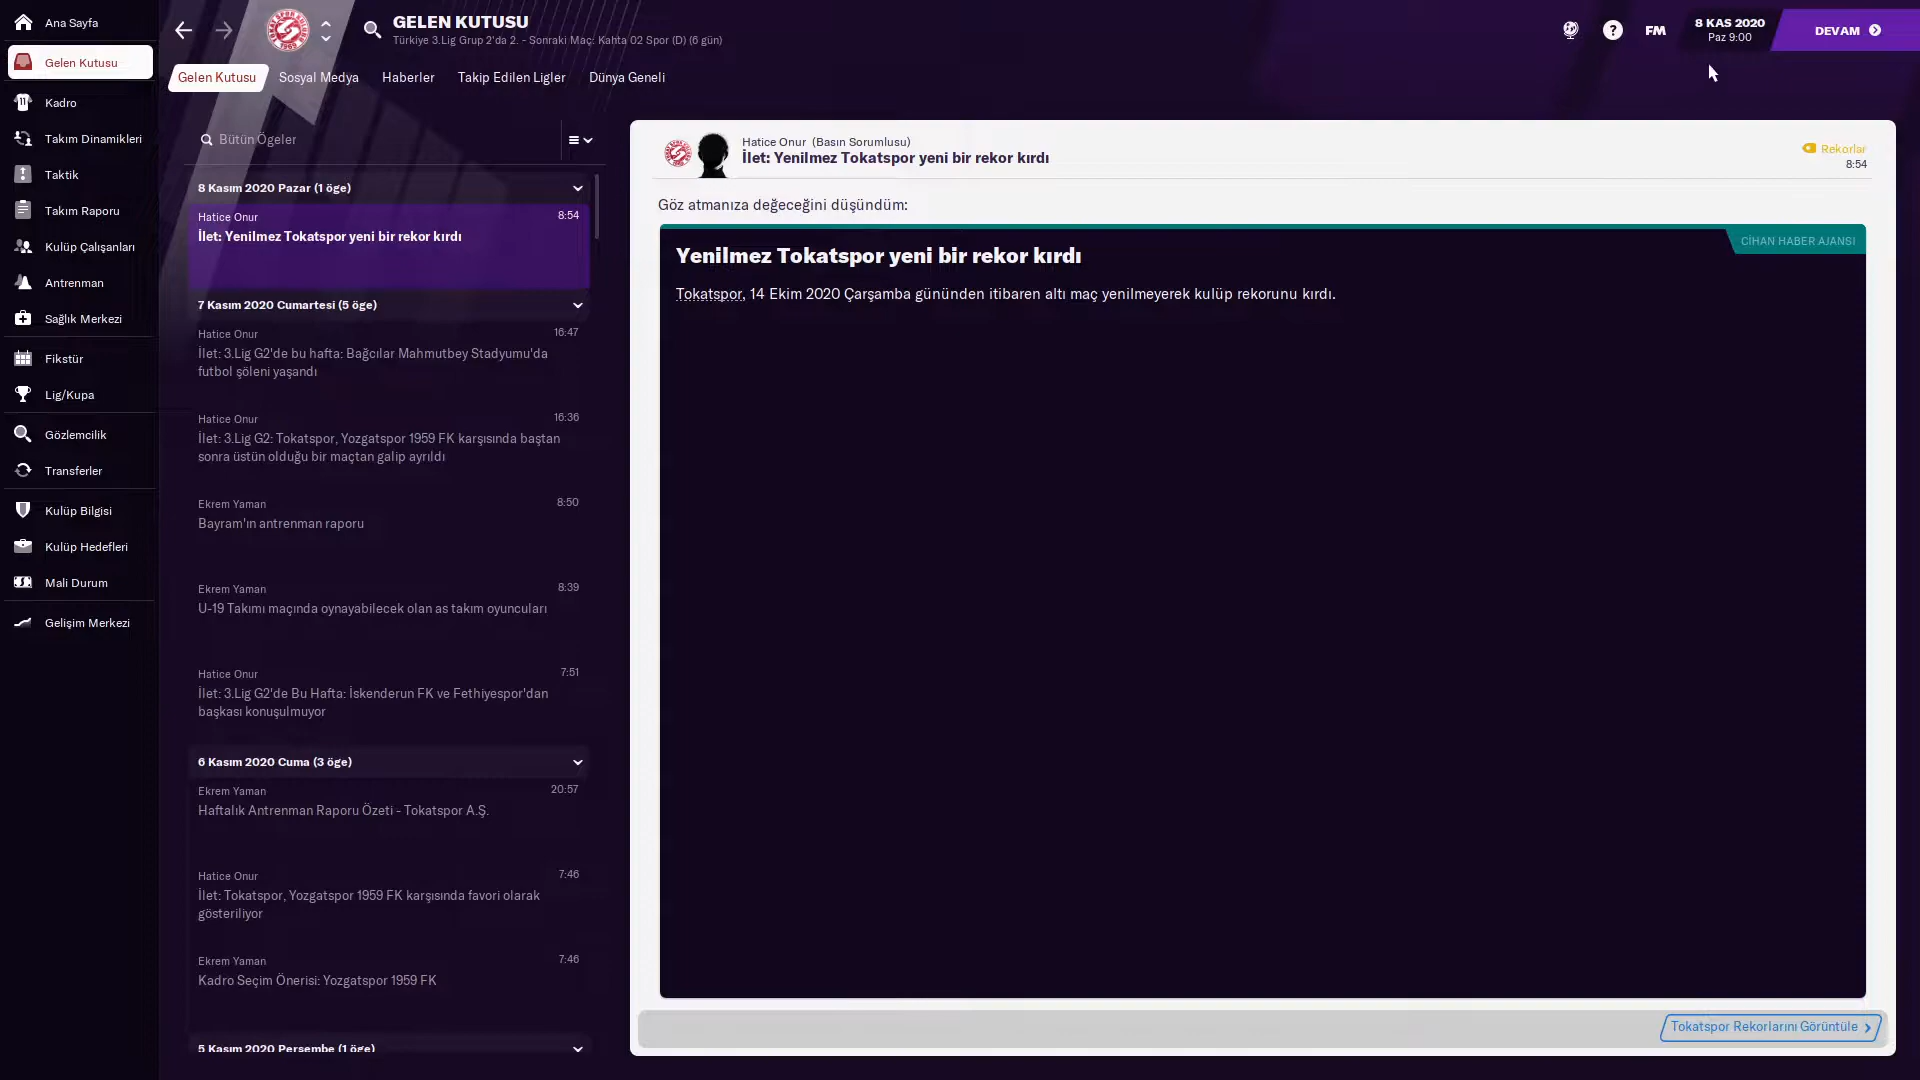 Ana Sayfa
Gelen Kutusu
Kadro
Takım Dinamikleri
Taktik
Takım Raporu
Kulüp Çalışanları
Antrenman
Sağlık Merkezi
Fikstür
Lig/Kupa
Gözlemcilik
Transferler
Kulüp Bilgisi
Kulüp Hedefleri
Mali Durum
Gelişim Merkezi
GELEN KUTUSU
Türkiye 3.Lig Grup 2'da 2. - Sonraki Maç: Kahta 02 Spor (D) (6 gün)
FM
8 KAS 2020
Paz 9:00
DEVAM
Gelen Kutusu Sosyal Medya Haberler Takip Edilen Ligler Dünya Geneli
Bütün Ögeler
8 Kasım 2020 Pazar (1 öge)
Hatice Onur 8:54
İlet: Yenilmez Tokatspor yeni bir rekor kırdı
7 Kasım 2020 Cumartesi (5 öge)
Hatice Onur 16:47
İlet: 3.Lig G2'de bu hafta: Bağcılar Mahmutbey Stadyumu'da
futbol şöleni yaşandı
Hatice Onur 16:36
İlet: 3.Lig G2: Tokatspor, Yozgatspor 1959 FK karşısında baştan
sonra üstün olduğu bir maçtan galip ayrıldı
Ekrem Yaman 8:50
Bayram'ın antrenman raporu
Ekrem Yaman 8:39
U-19 Takımı maçında oynayabilecek olan as takım oyuncuları
Hatice Onur 7:51
İlet: 3.Lig G2'de Bu Hafta: İskenderun FK ve Fethiyespor'dan
başkası konuşulmuyor
6 Kasım 2020 Cuma (3 öge)
Ekrem Yaman 20:57
Haftalık Antrenman Raporu Özeti - Tokatspor A.Ş.
Hatice Onur 7:46
İlet: Tokatspor, Yozgatspor 1959 FK karşısında favori olarak
gösteriliyor
Ekrem Yaman 7:46
Kadro Seçim Önerisi: Yozgatspor 1959 FK
5 Kasım 2020 Perşembe (1 öge)
Hatice Onur (Basın Sorumlusu)
İlet: Yenilmez Tokatspor yeni bir rekor kırdı
Rekorlar
8:54
Göz atmanıza değeceğini düşündüm:
CİHAN HABER AJANSI
Yenilmez Tokatspor yeni bir rekor kırdı
Tokatspor, 14 Ekim 2020 Çarşamba gününden itibaren altı maç yenilmeyerek kulüp rekorunu kırdı.
Tokatspor Rekorlarını Görüntüle